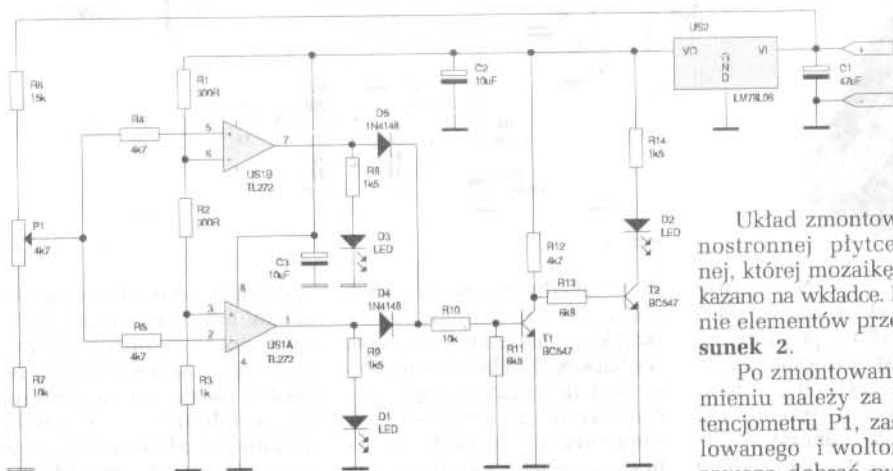 US2
VO
VI
GND
LM78L06
C1
47uF
+
-
R6
15k
R1
300R
C2
10uF
R4
4k7
5
6
7
US1B
TL272
D5
1N4148
R8
1k5
R14
1k5
P1
4k7
R2
300R
C3
10uF
D3
LED
D2
LED
R12
4k7
8
3
2
1
4
US1A
TL272
D4
1N4148
R10
10k
R13
6k8
T2
BC547
T1
BC547
R5
4k7
R9
1k5
R11
6k8
R7
10k
R3
1k
D1
LED
Układ zmontow
nostronnej płytce
nej, której mozaikę
kazano na wkładce.
nie elementów prze
sunek 2.
Po zmontowan
mieniu należy za
tencjometru P1, zas
lowanego i wolto